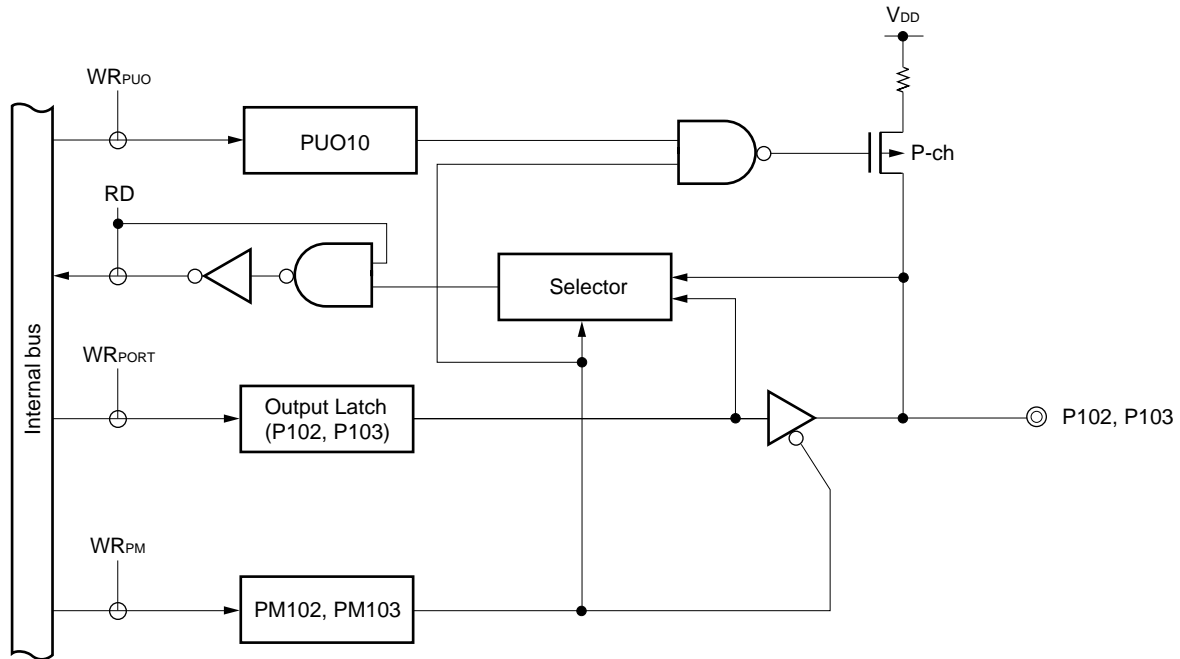 VDD
WRPUO
PUO10
P-ch
RD
Selector
Internal bus
WRPORT
Output Latch
(P102, P103)
P102, P103
WRPM
PM102, PM103